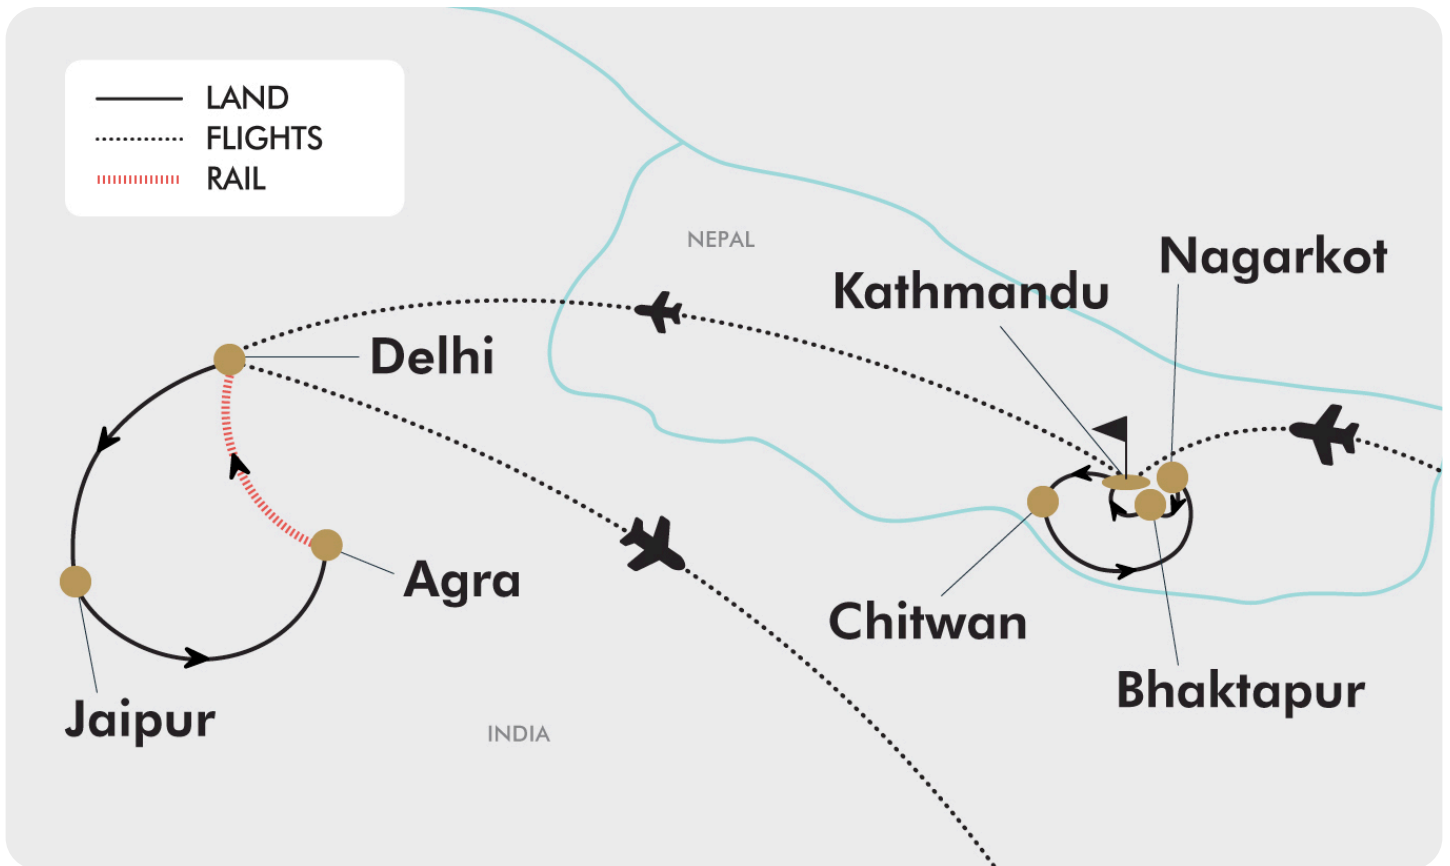 LAND
FLIGHTS
RAIL
NEPAL
Nagarkot
Kathmandu
Delhi
Agra
Chitwan
Bhaktapur
Jaipur
INDIA